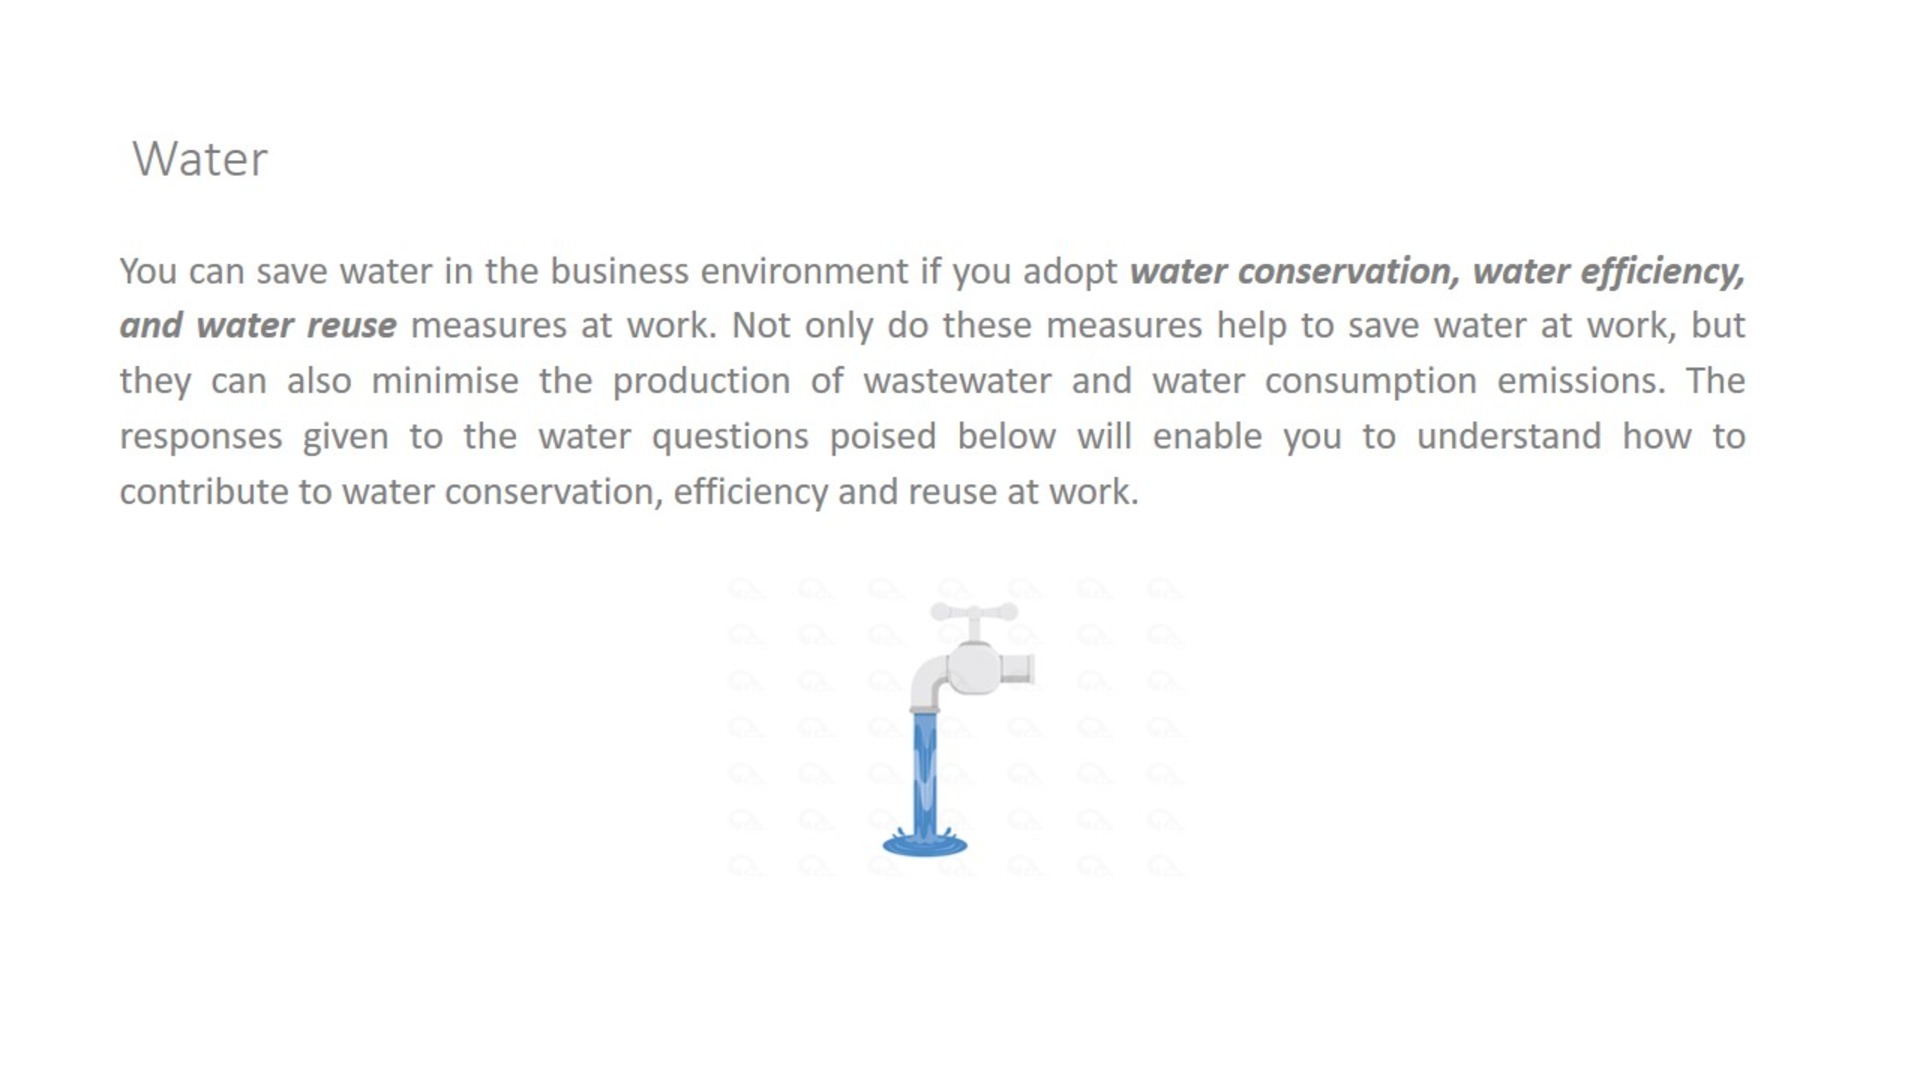 Water
You can save water in the business environment if you adopt water conservation, water efficiency,
and water reuse measures at work. Not only do these measures help to save water at work, but
they can also minimise the production of wastewater and water consumption emissions. The
responses given to the water questions poised below will enable you to understand how to
contribute to water conservation, efficiency and reuse at work.